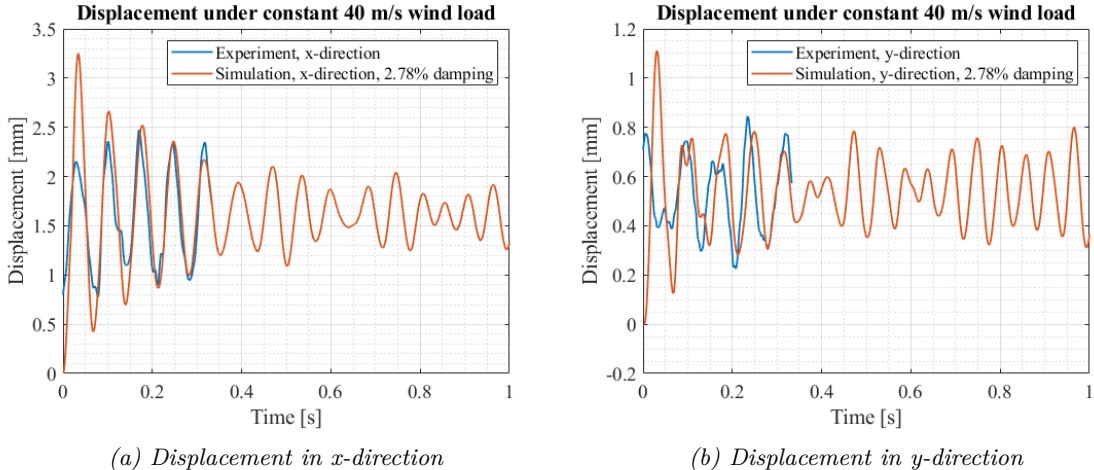 Displacement under constant 40 m/s wind load
Experiment, x-direction
Simulation, x-direction, 2.78% damping
Displacement [mm]
3.5
3
2.5
2
1.5
1
0.5
0
0 0.2 0.4 0.6 0.8 1
Time [s]
(a) Displacement in x-direction
Displacement under constant 40 m/s wind load
Experiment, y-direction
Simulation, y-direction, 2.78% damping
Displacement [mm]
1.2
1
0.8
0.6
0.4
0.2
0
-0.2
0 0.2 0.4 0.6 0.8 1
Time [s]
(b) Displacement in y-direction